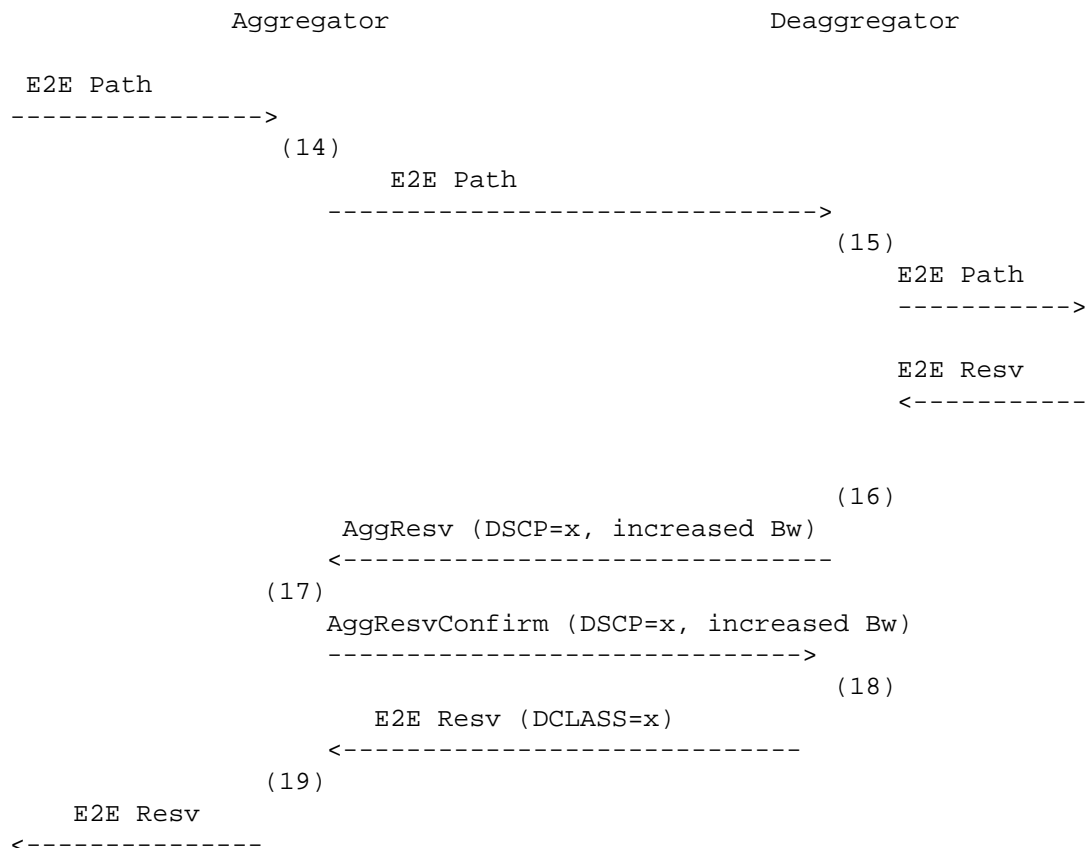 Aggregator Deaggregator
E2E Path
---------------->
(14)
E2E Path
------------------------------->
(15)
E2E Path
----------->
E2E Resv
<-----------
(16)
AggResv (DSCP=x, increased Bw)
<-------------------------------
(17)
AggResvConfirm (DSCP=x, increased Bw)
------------------------------>
(18)
E2E Resv (DCLASS=x)
<-----------------------------
(19)
E2E Resv
<---------------